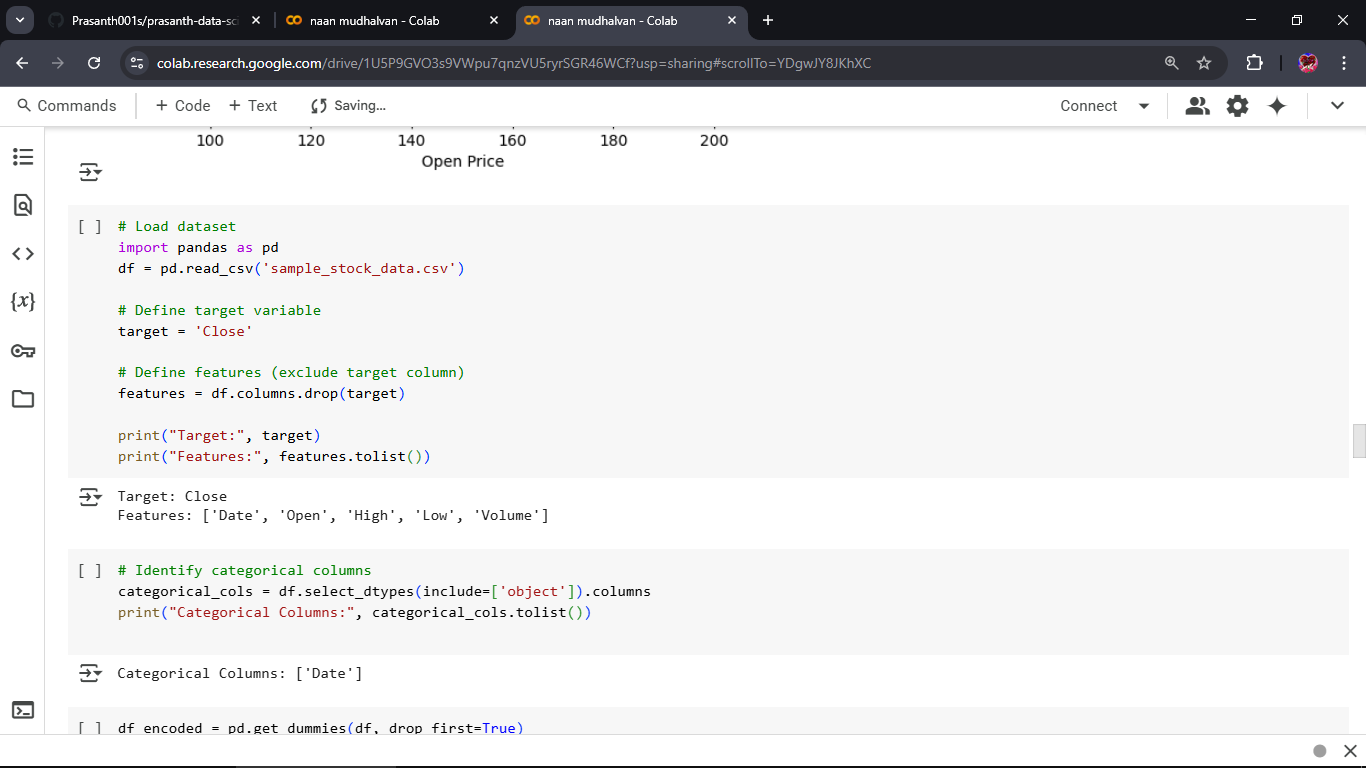 Prasanth001s/prasanth-data-sc
naan mudhalvan - Colab
naan mudhalvan - Colab
colab.research.google.com/drive/1U5P9GVO3s9VWpu7qnzVU5ryrSGR46WCf?usp=sharing#scrollTo=YDgwJY8JKhXC
Commands + Code + Text Saving... Connect
100 120 140 160 180 200
Open Price
[ ] # Load dataset
import pandas as pd
df = pd.read_csv('sample_stock_data.csv')
# Define target variable
target = 'Close'
# Define features (exclude target column)
features = df.columns.drop(target)
print("Target:", target)
print("Features:", features.tolist())
Target: Close
Features: ['Date', 'Open', 'High', 'Low', 'Volume']
[ ] # Identify categorical columns
categorical_cols = df.select_dtypes(include=['object']).columns
print("Categorical Columns:", categorical_cols.tolist())
Categorical Columns: ['Date']
[ ] df_encoded = pd.get_dummies(df, drop_first=True)
{x}